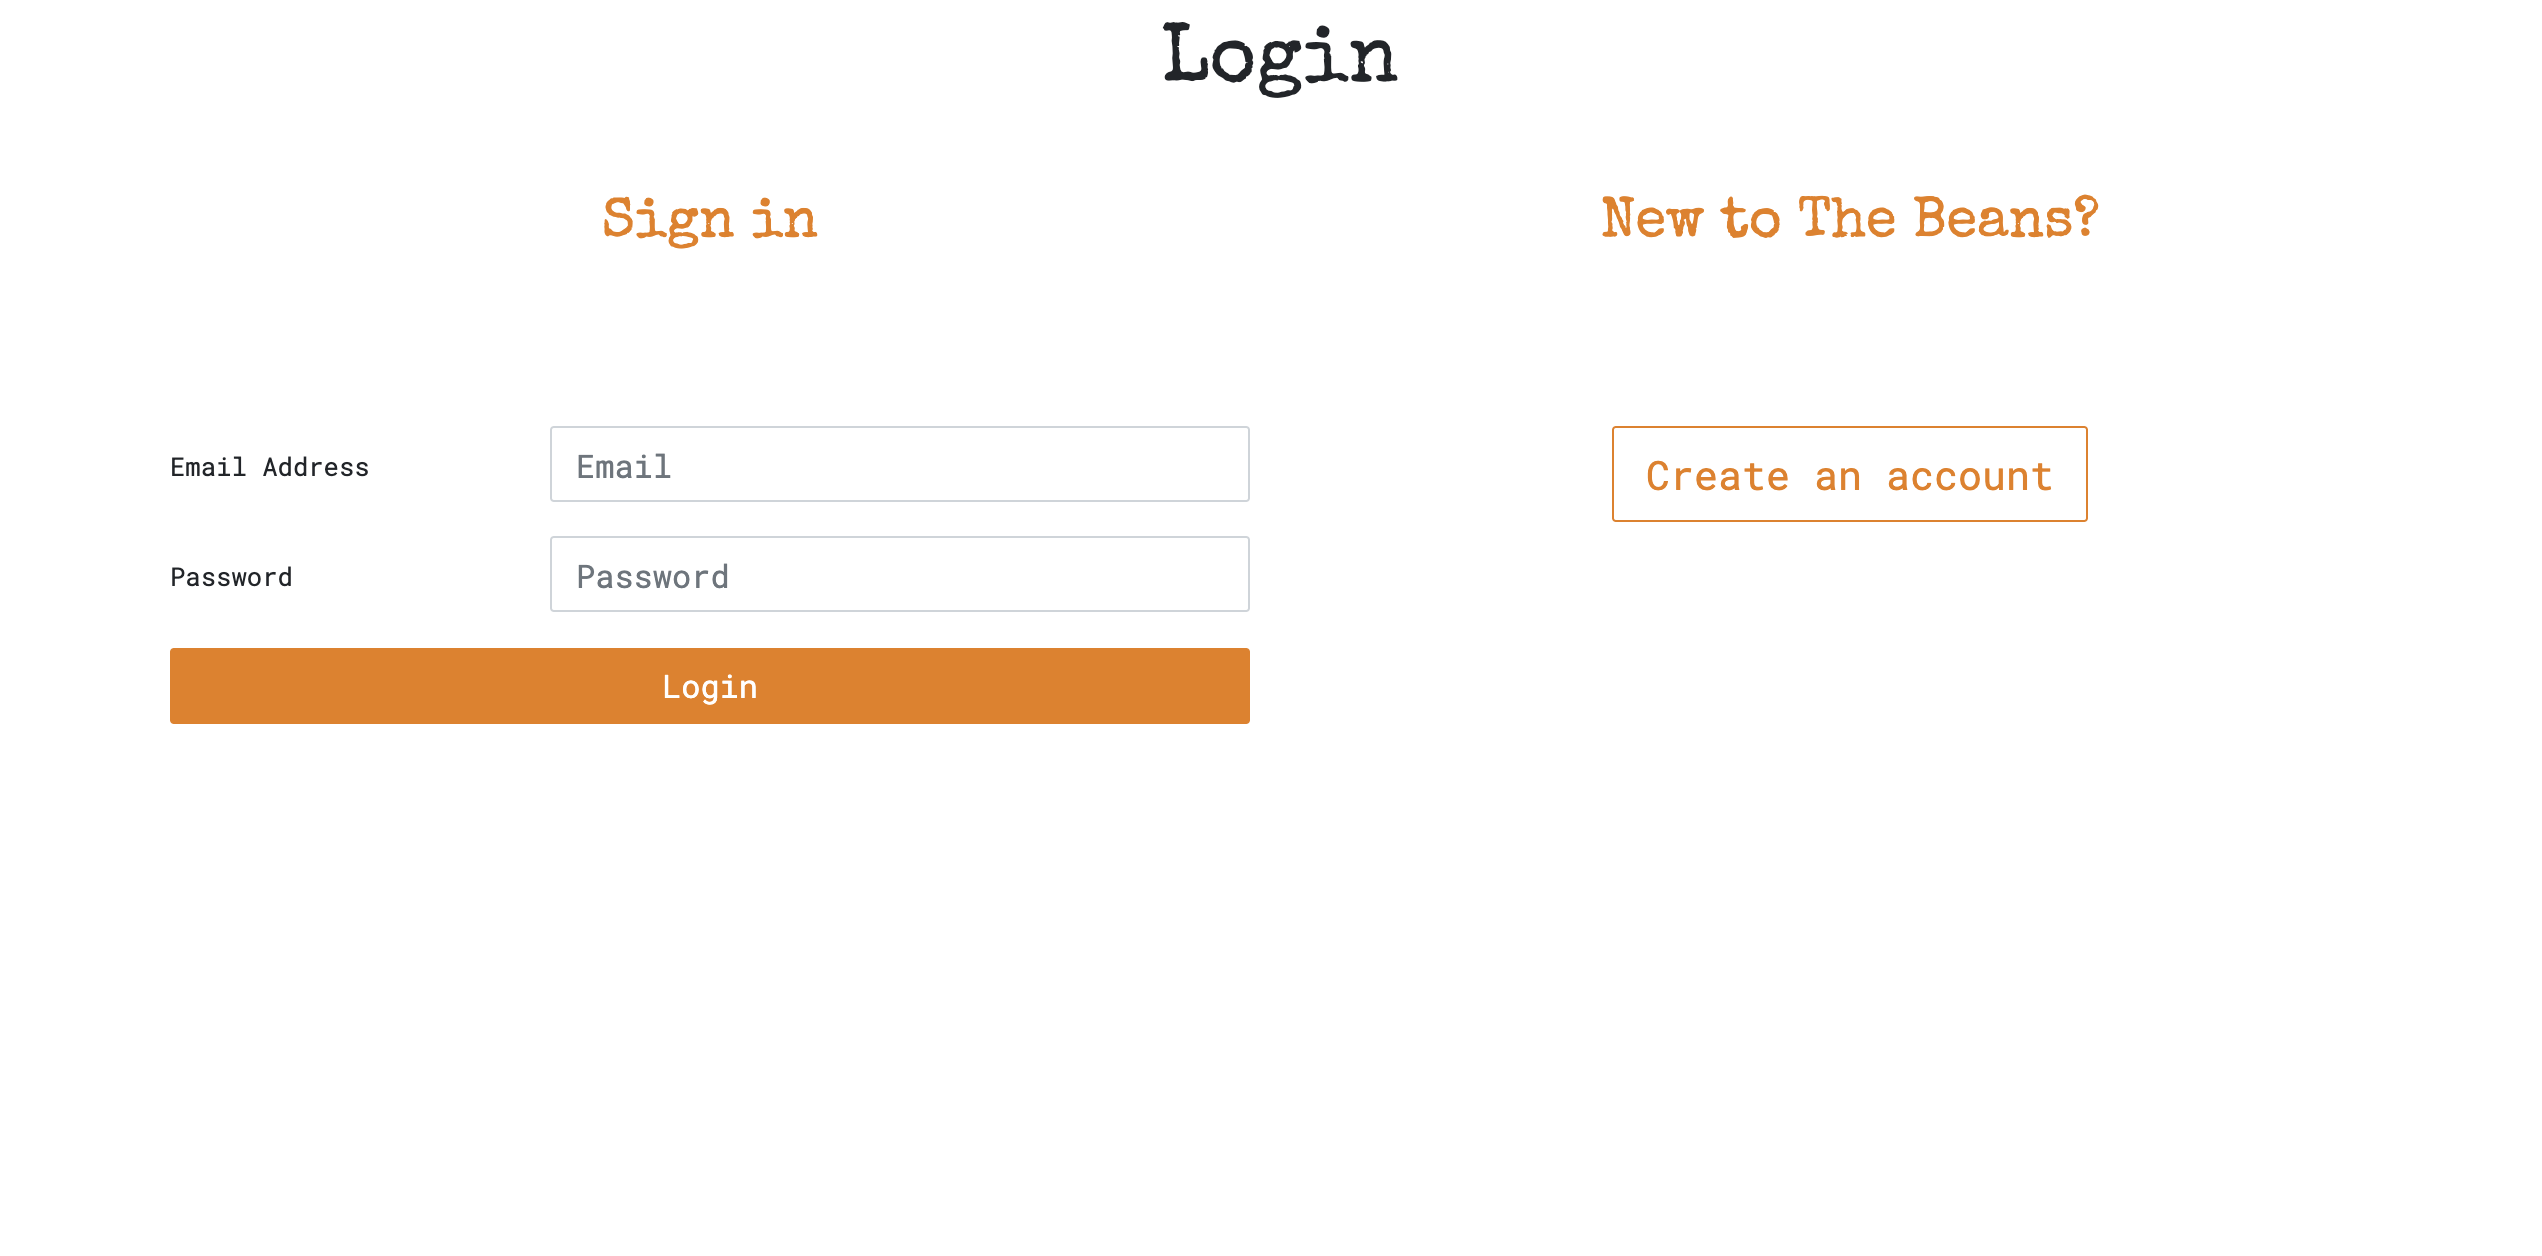 Login
Sign in
Email Address
Email
Password
Password
Login
New to The Beans?
Create an account